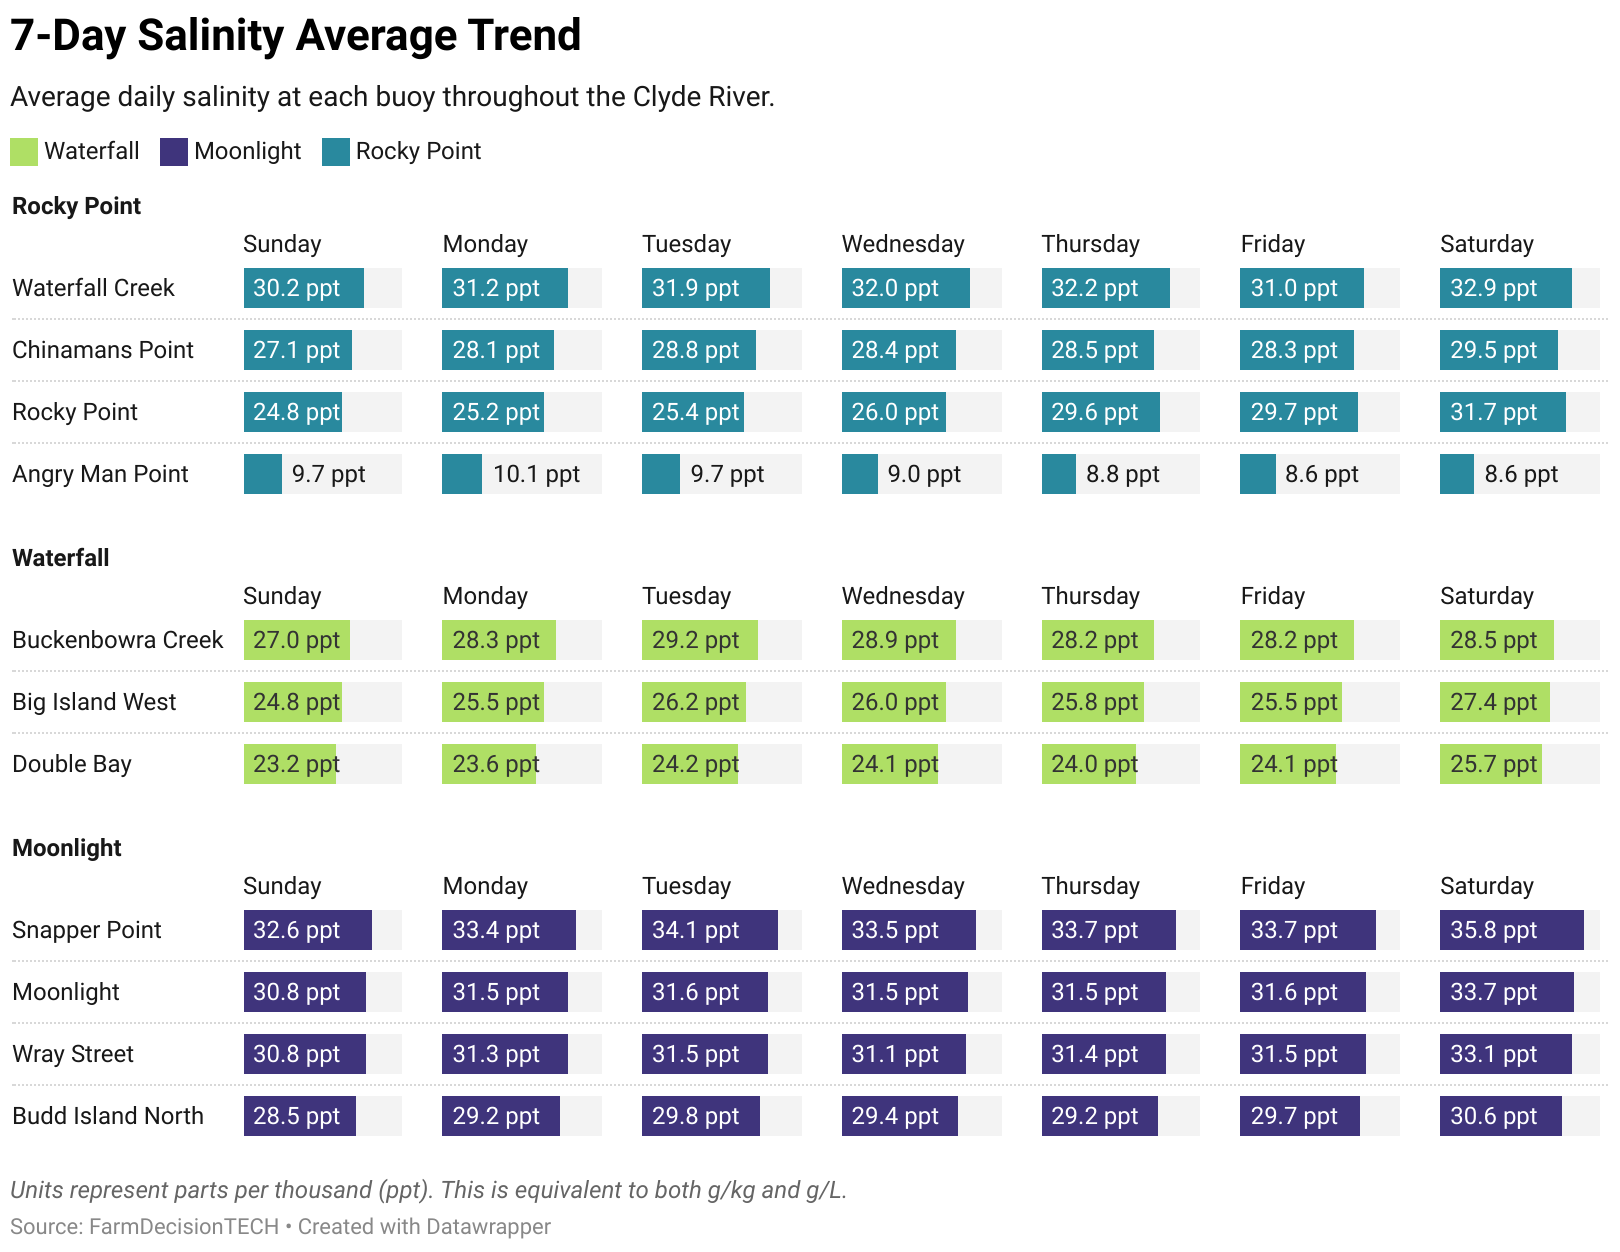 7-Day Salinity Average Trend
Average daily salinity at each buoy throughout the Clyde River.
Waterfall Moonlight Rocky Point
Rocky Point
Sunday Monday Tuesday Wednesday Thursday Friday Saturday
Waterfall Creek 30.2 ppt 31.2 ppt 31.9 ppt 32.0 ppt 32.2 ppt 31.0 ppt 32.9 ppt
Chinamans Point 27.1 ppt 28.1 ppt 28.8 ppt 28.4 ppt 28.5 ppt 28.3 ppt 29.5 ppt
Rocky Point 24.8 ppt 25.2 ppt 25.4 ppt 26.0 ppt 29.6 ppt 29.7 ppt 31.7 ppt
Angry Man Point 9.7 ppt 10.1 ppt 9.7 ppt 9.0 ppt 8.8 ppt 8.6 ppt 8.6 ppt
Waterfall
Sunday Monday Tuesday Wednesday Thursday Friday Saturday
Buckenbowra Creek 27.0 ppt 28.3 ppt 29.2 ppt 28.9 ppt 28.2 ppt 28.2 ppt 28.5 ppt
Big Island West 24.8 ppt 25.5 ppt 26.2 ppt 26.0 ppt 25.8 ppt 25.5 ppt 27.4 ppt
Double Bay 23.2 ppt 23.6 ppt 24.2 ppt 24.1 ppt 24.0 ppt 24.1 ppt 25.7 ppt
Moonlight
Sunday Monday Tuesday Wednesday Thursday Friday Saturday
Snapper Point 32.6 ppt 33.4 ppt 34.1 ppt 33.5 ppt 33.7 ppt 33.7 ppt 35.8 ppt
Moonlight 30.8 ppt 31.5 ppt 31.6 ppt 31.5 ppt 31.5 ppt 31.6 ppt 33.7 ppt
Wray Street 30.8 ppt 31.3 ppt 31.5 ppt 31.1 ppt 31.4 ppt 31.5 ppt 33.1 ppt
Budd Island North 28.5 ppt 29.2 ppt 29.8 ppt 29.4 ppt 29.2 ppt 29.7 ppt 30.6 ppt
Units represent parts per thousand (ppt). This is equivalent to both g/kg and g/L.
Source: FarmDecisionTECH • Created with Datawrapper